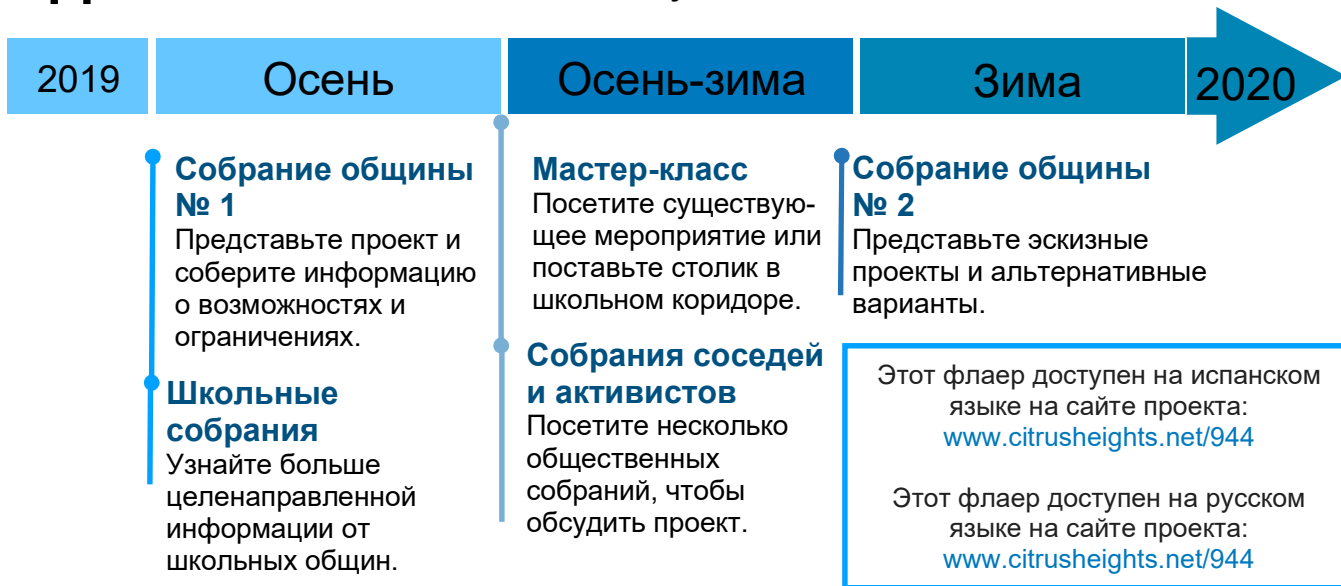 2019
Осень
Осень-зима
Зима
2020
Собрание общины
№ 1
Представьте проект и
соберите информацию
о возможностях и
ограничениях.
Школьные
собрания
Узнайте больше
целенаправленной
информации от
школьных общин.
Мастер-класс
Посетите существую-
щее мероприятие или
поставьте столик в
школьном коридоре.
Собрания соседей
и активистов
Посетите несколько
общественных
собраний, чтобы
обсудить проект.
Собрание общины
№ 2
Представьте эскизные
проекты и альтернативные
варианты.
Этот флаер доступен на испанском
языке на сайте проекта:
www.citrusheights.net/944
Этот флаер доступен на русском
языке на сайте проекта:
www.citrusheights.net/944